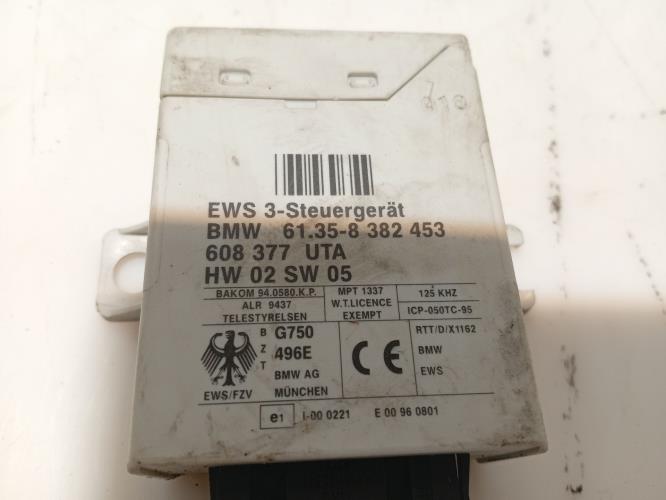 EWS 3-Steuergerät
BMW 61.35-8 382 453
608 377 UTA
HW 02 SW 05
BAKOM 94.0580.K.P.
ALR 9437
TELESTYRELSEN
MPT 1337
W.T.LICENCE
EXEMPT
125 KHZ
ICP-050TC-95
B G750
Z 496E
T BMW AG
MÜNCHEN
EWS/FZV
CE
RTT/D/X1162
BMW
EWS
e1 I-00 0221 E 00 96 0801